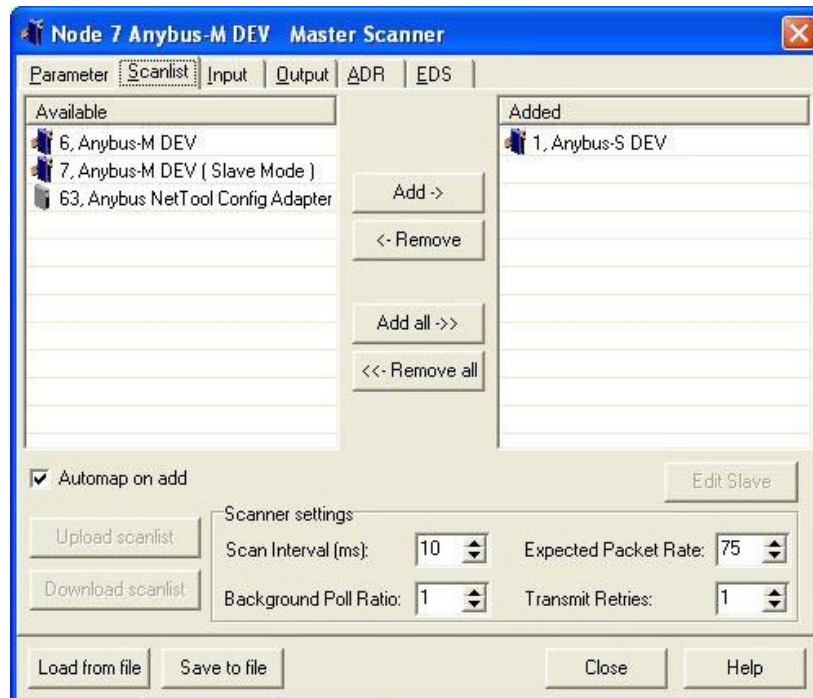 Node 7 Anybus-M DEV Master Scanner
Parameter Scanlist Input Output ADR EDS
Available
6, Anybus-M DEV
7, Anybus-M DEV ( Slave Mode )
63, Anybus NetTool Config Adapter
Add ->
<- Remove
Add all ->>
<<- Remove all
Added
1, Anybus-S DEV
Automap on add
Edit Slave
Upload scanlist
Download scanlist
Scanner settings
Scan Interval (ms): 10 Expected Packet Rate: 75
Background Poll Ratio: 1 Transmit Retries: 1
Load from file Save to file Close Help